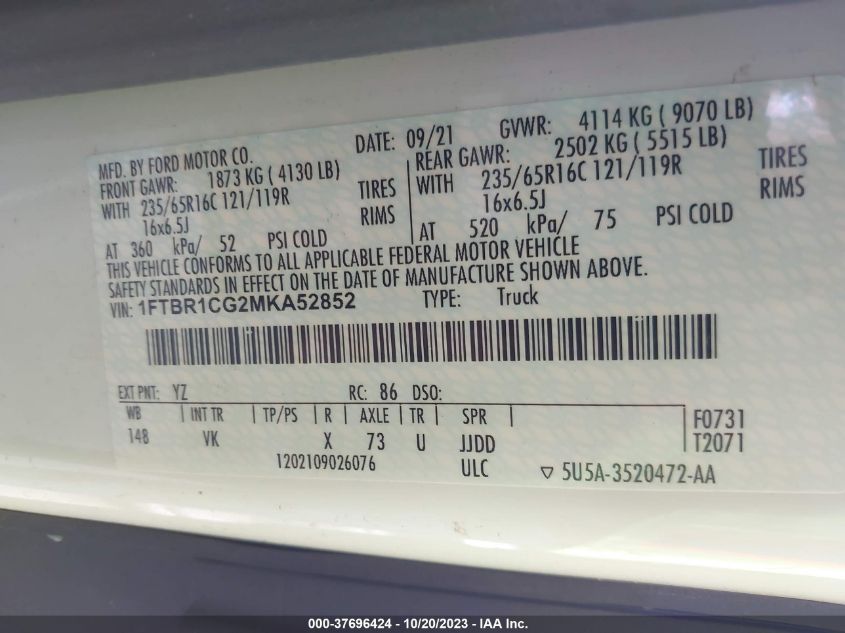 MFD. BY FORD MOTOR CO. DATE: 09/21 GVWR: 4114 KG ( 9070 LB)
FRONT GAWR: 1873 KG ( 4130 LB) REAR GAWR: 2502 KG ( 5515 LB)
WITH 235/65R16C 121/119R TIRES WITH 235/65R16C 121/119R TIRES
16x6.5J RIMS 16x6.5J RIMS
AT 360 kPa/ 52 PSI COLD AT 520 kPa/ 75 PSI COLD
THIS VEHICLE CONFORMS TO ALL APPLICABLE FEDERAL MOTOR VEHICLE
SAFETY STANDARDS IN EFFECT ON THE DATE OF MANUFACTURE SHOWN ABOVE.
VIN: 1FTBR1CG2MKA52852 TYPE: Truck
EXT PNT: YZ RC: 86 DSO:
WB INT TR TP/PS R AXLE TR SPR F0731
148 VK X 73 U JJDD T2071
1202109026076 ULC ▽ 5U5A-3520472-AA
000-37696424 - 10/20/2023 - IAA Inc.